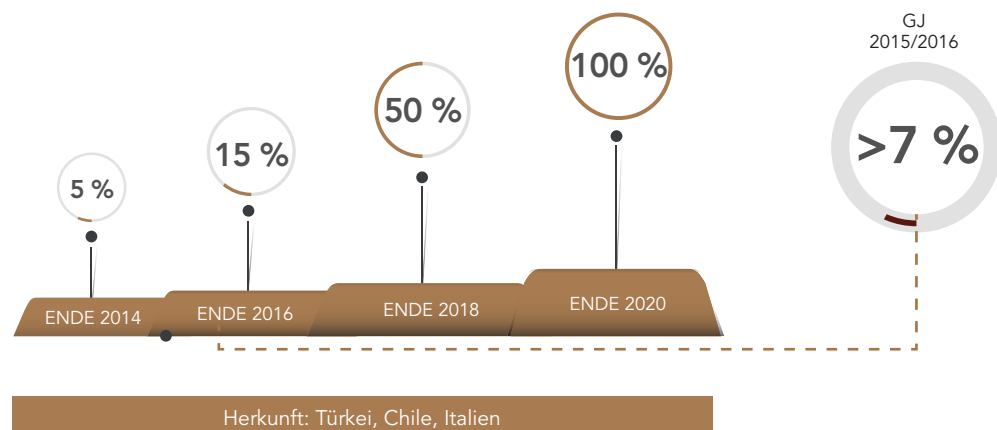 GJ
2015/2016
5 %
15 %
50 %
100 %
>7 %
ENDE 2014
ENDE 2016
ENDE 2018
ENDE 2020
Herkunft: Türkei, Chile, Italien